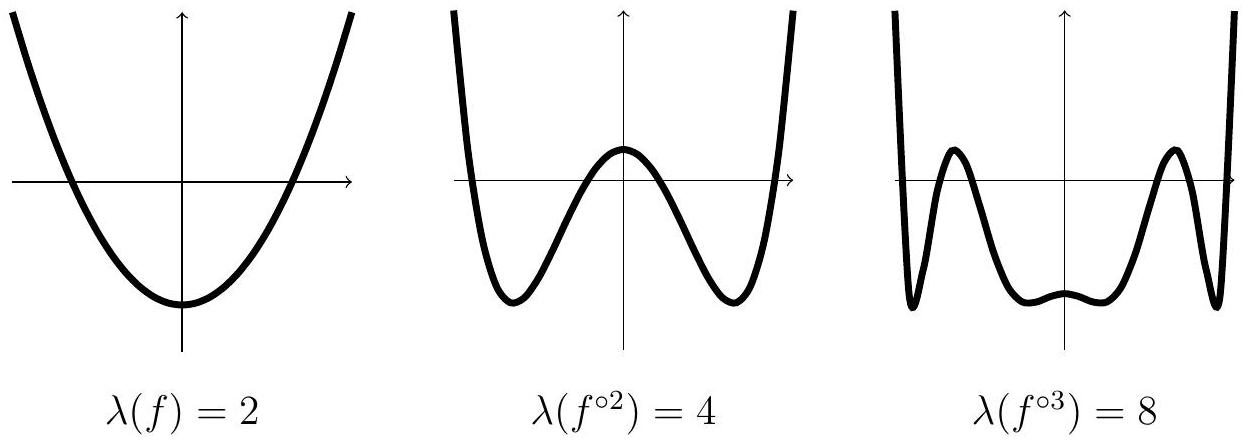 λ(f) = 2
λ(f∘2) = 4
λ(f∘3) = 8